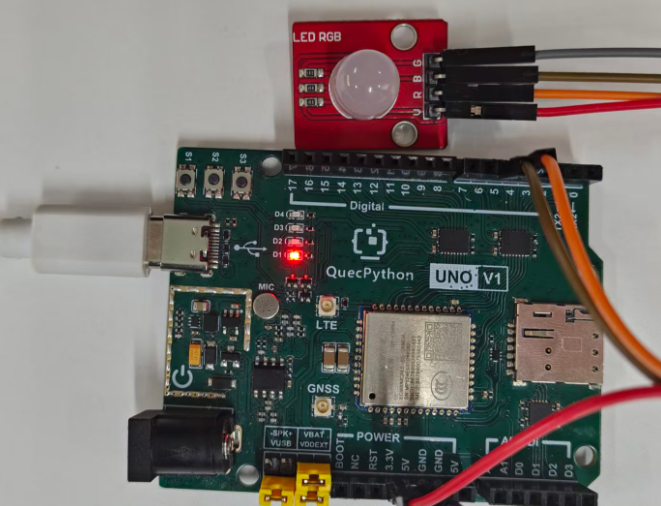 LED RGB
G
B
R
V
S1
S2
S3
17
16
15
14
13
12
11
10
9
8
7
6
5
4
3
0
Digital
D4
D3
D2
D1
QuecPython
UNO V1
MIC
LTE
GNSS
-SPK+
VUSB
VBAT
VDDEXT
POWER
BOOT
NC
RST
3.3V
5V
GND
GND
5V
A1
D0
D1
D2
D3